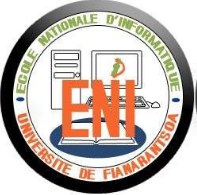 ECOLE NATIONALE D'INFORMATIQUE
ENI
UNIVERSITE DE FIANARANTSOA